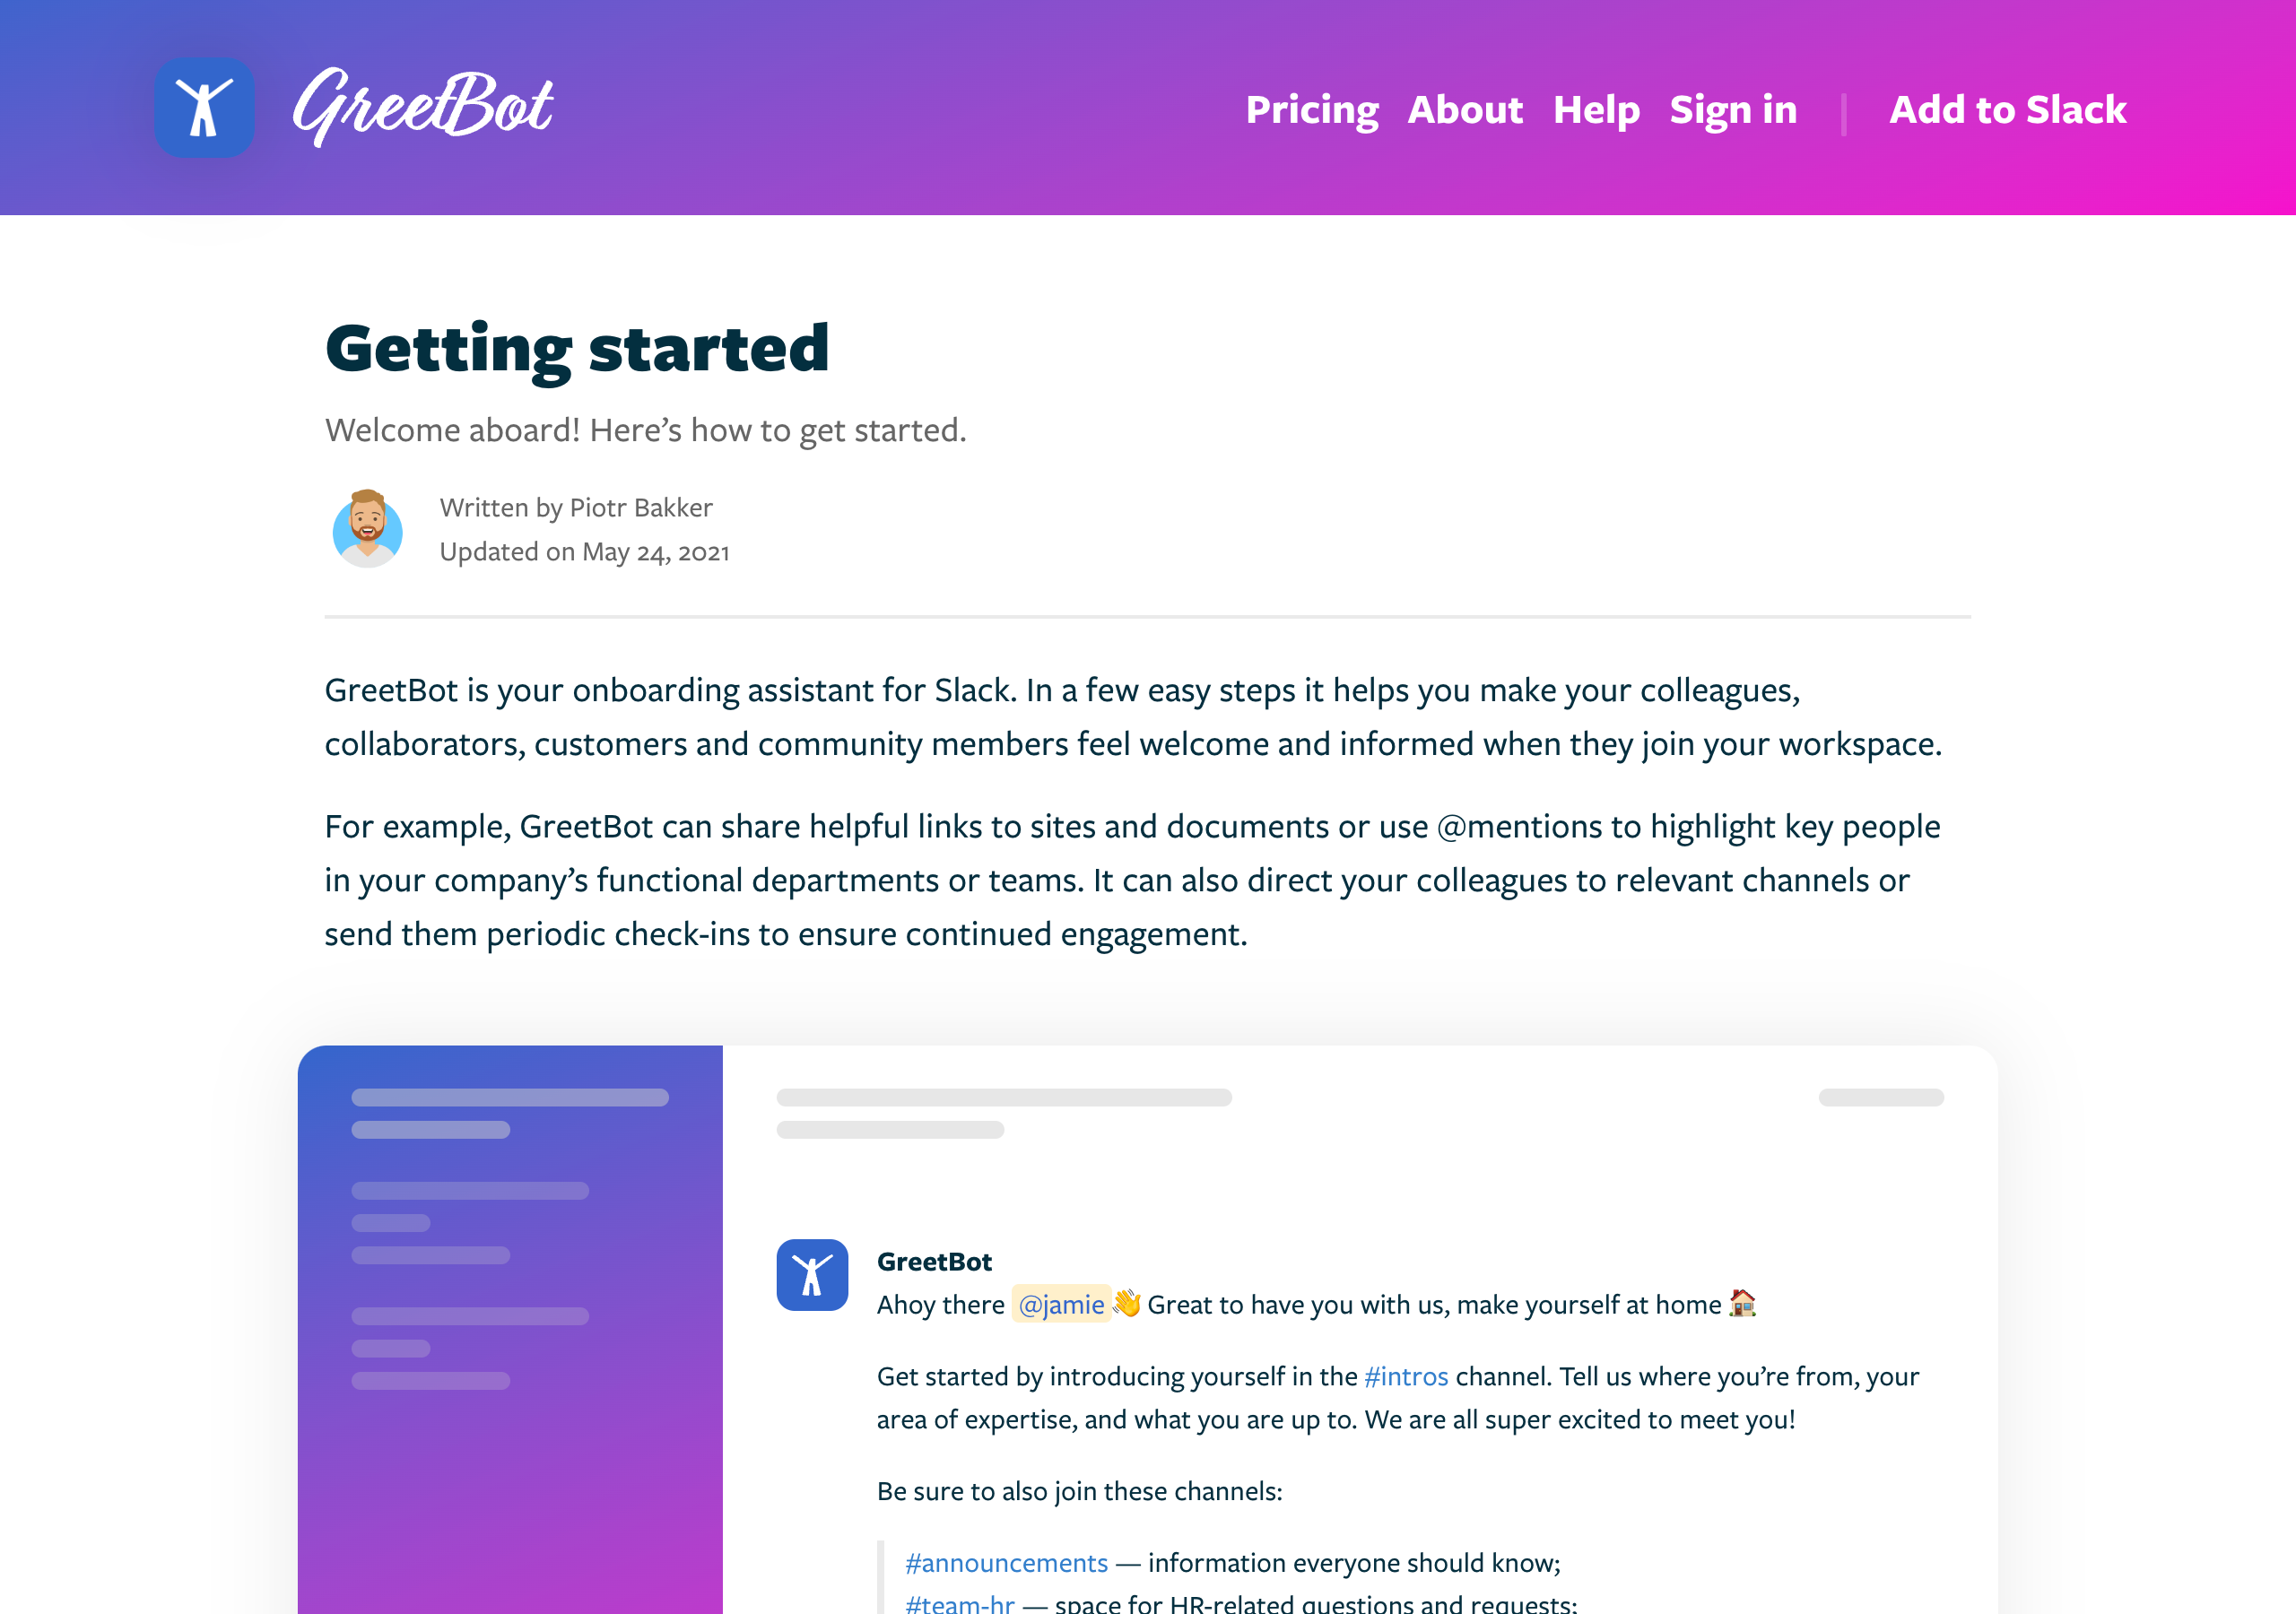 GreetBot
Pricing About Help Sign in | Add to Slack
Getting started
Welcome aboard! Here’s how to get started.
Written by Piotr Bakker
Updated on May 24, 2021
GreetBot is your onboarding assistant for Slack. In a few easy steps it helps you make your colleagues,
collaborators, customers and community members feel welcome and informed when they join your workspace.
For example, GreetBot can share helpful links to sites and documents or use @mentions to highlight key people
in your company’s functional departments or teams. It can also direct your colleagues to relevant channels or
send them periodic check-ins to ensure continued engagement.
GreetBot
Ahoy there @jamie 👋 Great to have you with us, make yourself at home 🏠
Get started by introducing yourself in the #intros channel. Tell us where you’re from, your
area of expertise, and what you are up to. We are all super excited to meet you!
Be sure to also join these channels:
#announcements — information everyone should know;
#team-hr — space for HR-related questions and requests;